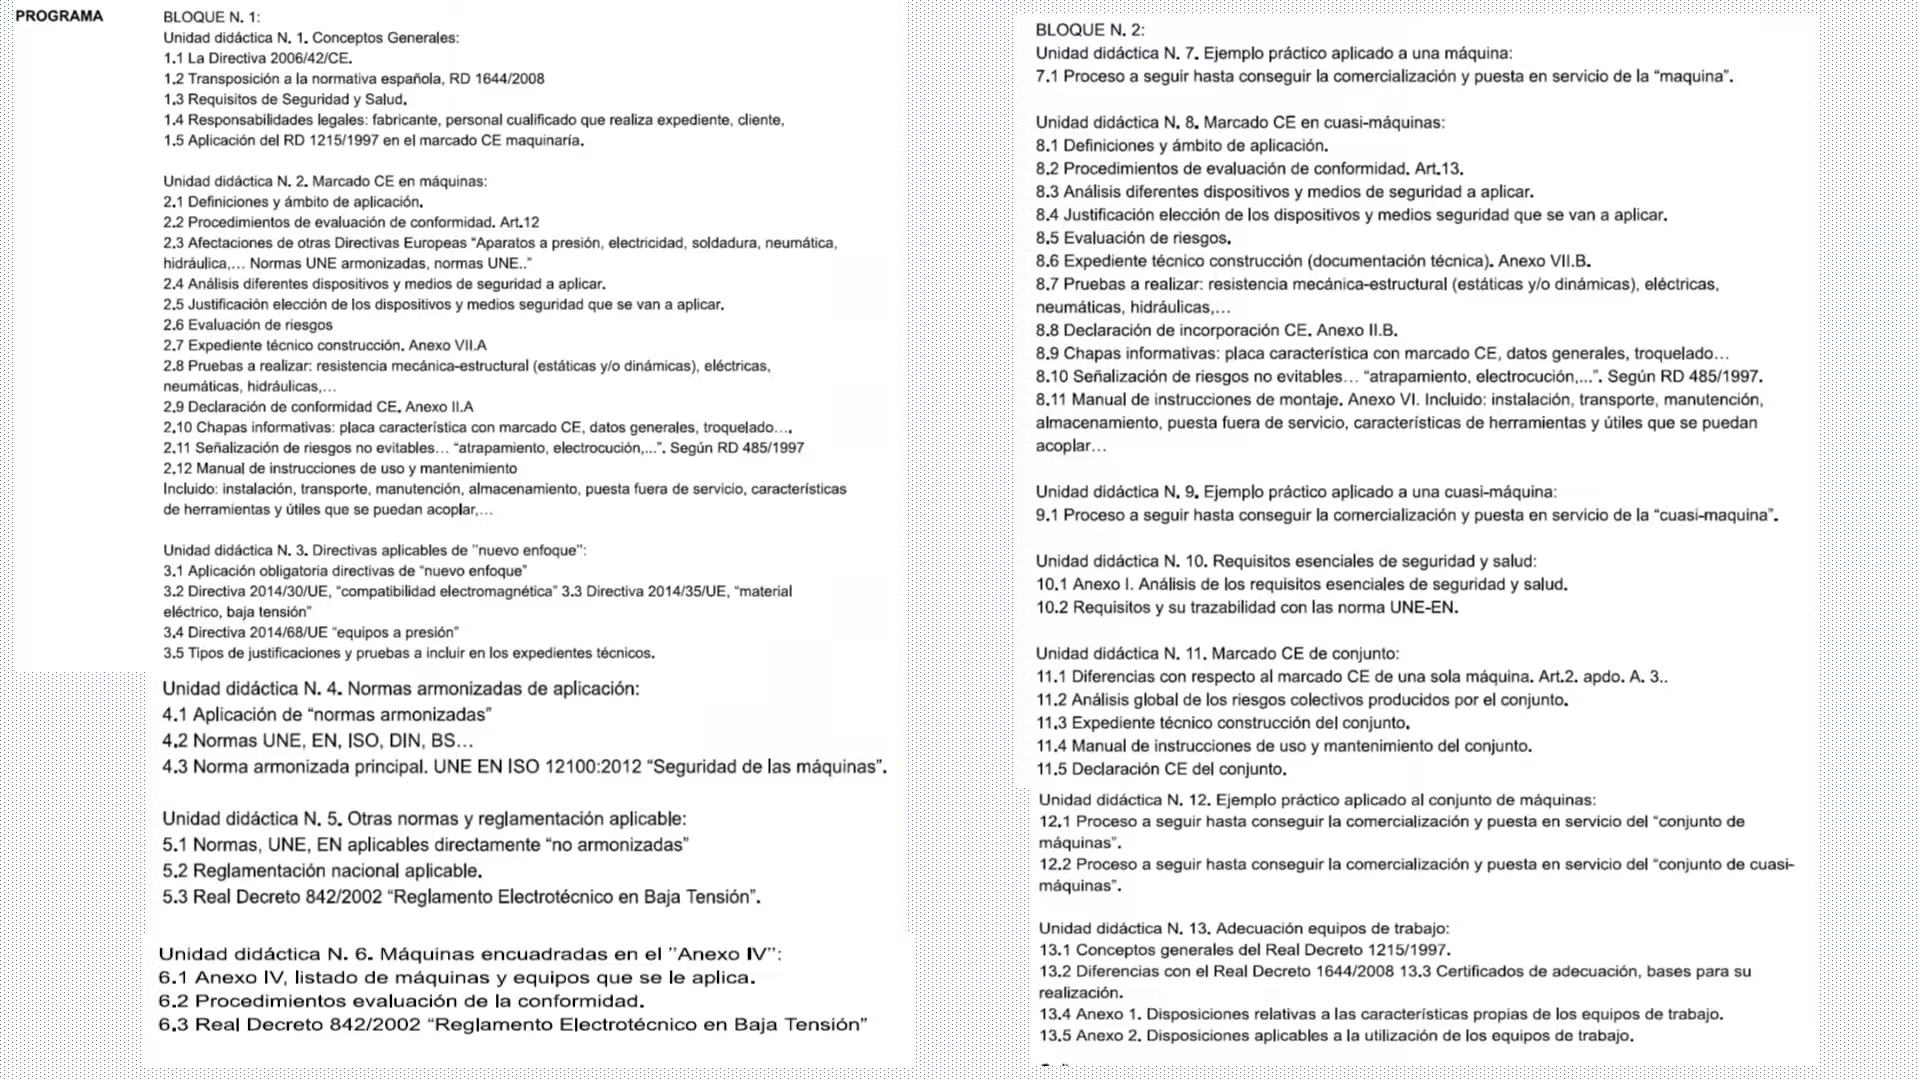 PROGRAMA
BLOQUE N. 1:
Unidad didáctica N. 1. Conceptos Generales:
1.1 La Directiva 2006/42/CE.
1.2 Transposición a la normativa española, RD 1644/2008
1.3 Requisitos de Seguridad y Salud.
1.4 Responsabilidades legales: fabricante, personal cualificado que realiza expediente, cliente,
1.5 Aplicación del RD 1215/1997 en el marcado CE maquinaría.
Unidad didáctica N. 2. Marcado CE en máquinas:
2.1 Definiciones y ámbito de aplicación.
2.2 Procedimientos de evaluación de conformidad. Art.12
2.3 Afectaciones de otras Directivas Europeas “Aparatos a presión, electricidad, soldadura, neumática,
hidráulica,... Normas UNE armonizadas, normas UNE..”
2.4 Análisis diferentes dispositivos y medios de seguridad a aplicar.
2.5 Justificación elección de los dispositivos y medios seguridad que se van a aplicar.
2.6 Evaluación de riesgos
2.7 Expediente técnico construcción. Anexo VII.A
2.8 Pruebas a realizar: resistencia mecánica-estructural (estáticas y/o dinámicas), eléctricas,
neumáticas, hidráulicas,...
2.9 Declaración de conformidad CE. Anexo II.A
2.10 Chapas informativas: placa característica con marcado CE, datos generales, troquelado....
2.11 Señalización de riesgos no evitables... “atrapamiento, electrocución,...”. Según RD 485/1997
2.12 Manual de instrucciones de uso y mantenimiento
Incluido: instalación, transporte, manutención, almacenamiento, puesta fuera de servicio, características
de herramientas y útiles que se puedan acoplar,...
Unidad didáctica N. 3. Directivas aplicables de ”nuevo enfoque”:
3.1 Aplicación obligatoria directivas de “nuevo enfoque”
3.2 Directiva 2014/30/UE, “compatibilidad electromagnética” 3.3 Directiva 2014/35/UE, “material
eléctrico, baja tensión”
3.4 Directiva 2014/68/UE “equipos a presión”
3.5 Tipos de justificaciones y pruebas a incluir en los expedientes técnicos.
Unidad didáctica N. 4. Normas armonizadas de aplicación:
4.1 Aplicación de “normas armonizadas”
4.2 Normas UNE, EN, ISO, DIN, BS...
4.3 Norma armonizada principal. UNE EN ISO 12100:2012 “Seguridad de las máquinas”.
Unidad didáctica N. 5. Otras normas y reglamentación aplicable:
5.1 Normas, UNE, EN aplicables directamente “no armonizadas”
5.2 Reglamentación nacional aplicable.
5.3 Real Decreto 842/2002 “Reglamento Electrotécnico en Baja Tensión”.
Unidad didáctica N. 6. Máquinas encuadradas en el ”Anexo IV”:
6.1 Anexo IV, listado de máquinas y equipos que se le aplica.
6.2 Procedimientos evaluación de la conformidad.
6.3 Real Decreto 842/2002 “Reglamento Electrotécnico en Baja Tensión”
BLOQUE N. 2:
Unidad didáctica N. 7. Ejemplo práctico aplicado a una máquina:
7.1 Proceso a seguir hasta conseguir la comercialización y puesta en servicio de la “maquina”.
Unidad didáctica N. 8. Marcado CE en cuasi-máquinas:
8.1 Definiciones y ámbito de aplicación.
8.2 Procedimientos de evaluación de conformidad. Art.13.
8.3 Análisis diferentes dispositivos y medios de seguridad a aplicar.
8.4 Justificación elección de los dispositivos y medios seguridad que se van a aplicar.
8.5 Evaluación de riesgos.
8.6 Expediente técnico construcción (documentación técnica). Anexo VII.B.
8.7 Pruebas a realizar: resistencia mecánica-estructural (estáticas y/o dinámicas), eléctricas,
neumáticas, hidráulicas,...
8.8 Declaración de incorporación CE. Anexo II.B.
8.9 Chapas informativas: placa característica con marcado CE, datos generales, troquelado...
8.10 Señalización de riesgos no evitables... “atrapamiento, electrocución,...”. Según RD 485/1997.
8.11 Manual de instrucciones de montaje. Anexo VI. Incluido: instalación, transporte, manutención,
almacenamiento, puesta fuera de servicio, características de herramientas y útiles que se puedan
acoplar...
Unidad didáctica N. 9. Ejemplo práctico aplicado a una cuasi-máquina:
9.1 Proceso a seguir hasta conseguir la comercialización y puesta en servicio de la “cuasi-maquina”.
Unidad didáctica N. 10. Requisitos esenciales de seguridad y salud:
10.1 Anexo I. Análisis de los requisitos esenciales de seguridad y salud.
10.2 Requisitos y su trazabilidad con las norma UNE-EN.
Unidad didáctica N. 11. Marcado CE de conjunto:
11.1 Diferencias con respecto al marcado CE de una sola máquina. Art.2. apdo. A. 3..
11.2 Análisis global de los riesgos colectivos producidos por el conjunto.
11.3 Expediente técnico construcción del conjunto.
11.4 Manual de instrucciones de uso y mantenimiento del conjunto.
11.5 Declaración CE del conjunto.
Unidad didáctica N. 12. Ejemplo práctico aplicado al conjunto de máquinas:
12.1 Proceso a seguir hasta conseguir la comercialización y puesta en servicio del “conjunto de
máquinas”.
12.2 Proceso a seguir hasta conseguir la comercialización y puesta en servicio del “conjunto de cuasi-
máquinas”.
Unidad didáctica N. 13. Adecuación equipos de trabajo:
13.1 Conceptos generales del Real Decreto 1215/1997.
13.2 Diferencias con el Real Decreto 1644/2008 13.3 Certificados de adecuación, bases para su
realización.
13.4 Anexo 1. Disposiciones relativas a las características propias de los equipos de trabajo.
13.5 Anexo 2. Disposiciones aplicables a la utilización de los equipos de trabajo.